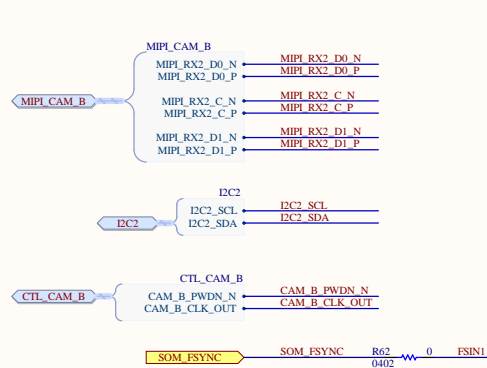 MIPI_CAM_B
MIPI_RX2_D0_N MIPI_RX2_D0_N
MIPI_RX2_D0_P MIPI_RX2_D0_P
MIPI_CAM_B MIPI_RX2_C_N MIPI_RX2_C_N
MIPI_RX2_C_P MIPI_RX2_C_P
MIPI_RX2_D1_N MIPI_RX2_D1_N
MIPI_RX2_D1_P MIPI_RX2_D1_P
I2C2
I2C2_SCL I2C2_SCL
I2C2 I2C2_SDA I2C2_SDA
CTL_CAM_B
CTL_CAM_B CAM_B_PWDN_N CAM_B_PWDN_N
CAM_B_CLK_OUT CAM_B_CLK_OUT
SOM_FSYNC SOM_FSYNC R62 0 FSIN1
0402